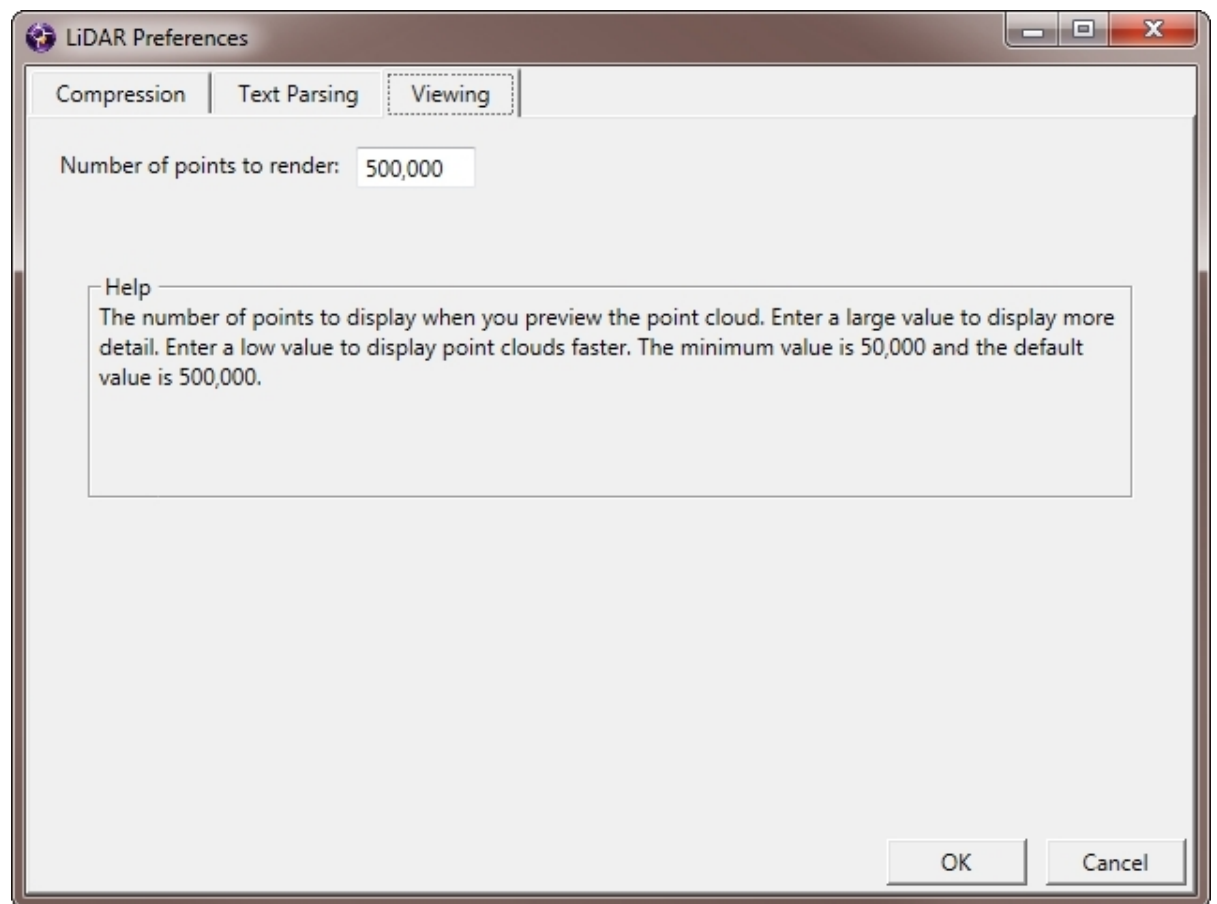 LiDAR Preferences
Compression
Text Parsing
Viewing
Number of points to render:
500,000
Help
The number of points to display when you preview the point cloud. Enter a large value to display more
detail. Enter a low value to display point clouds faster. The minimum value is 50,000 and the default
value is 500,000.
OK
Cancel